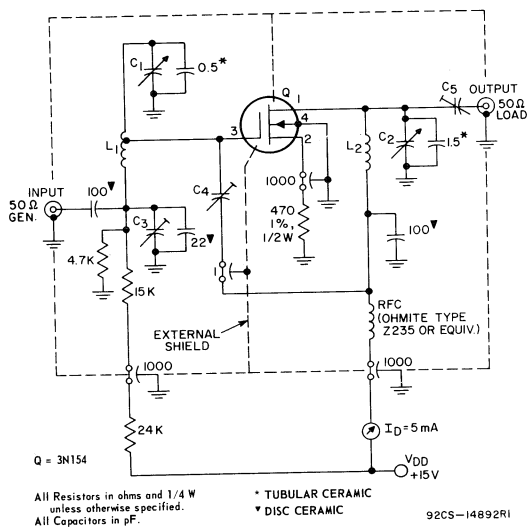 C1
0.5*
Q
1
4
3
2
C5
OUTPUT
50Ω
LOAD
L1
L2
C2
1.5*
C4
1000
INPUT
50Ω
GEN.
100▼
C3
22▼
470
1%,
1/2W
100▼
4.7K
15K
1
RFC
(OHMITE TYPE
Z235 OR EQUIV.)
EXTERNAL
SHIELD
1000
1000
24K
ID=5mA
Q = 3N154
VDD
+15V
All Resistors in ohms and 1/4 W
unless otherwise specified.
All Capacitors in pF.
* TUBULAR CERAMIC
▼ DISC CERAMIC
92CS-14892R1